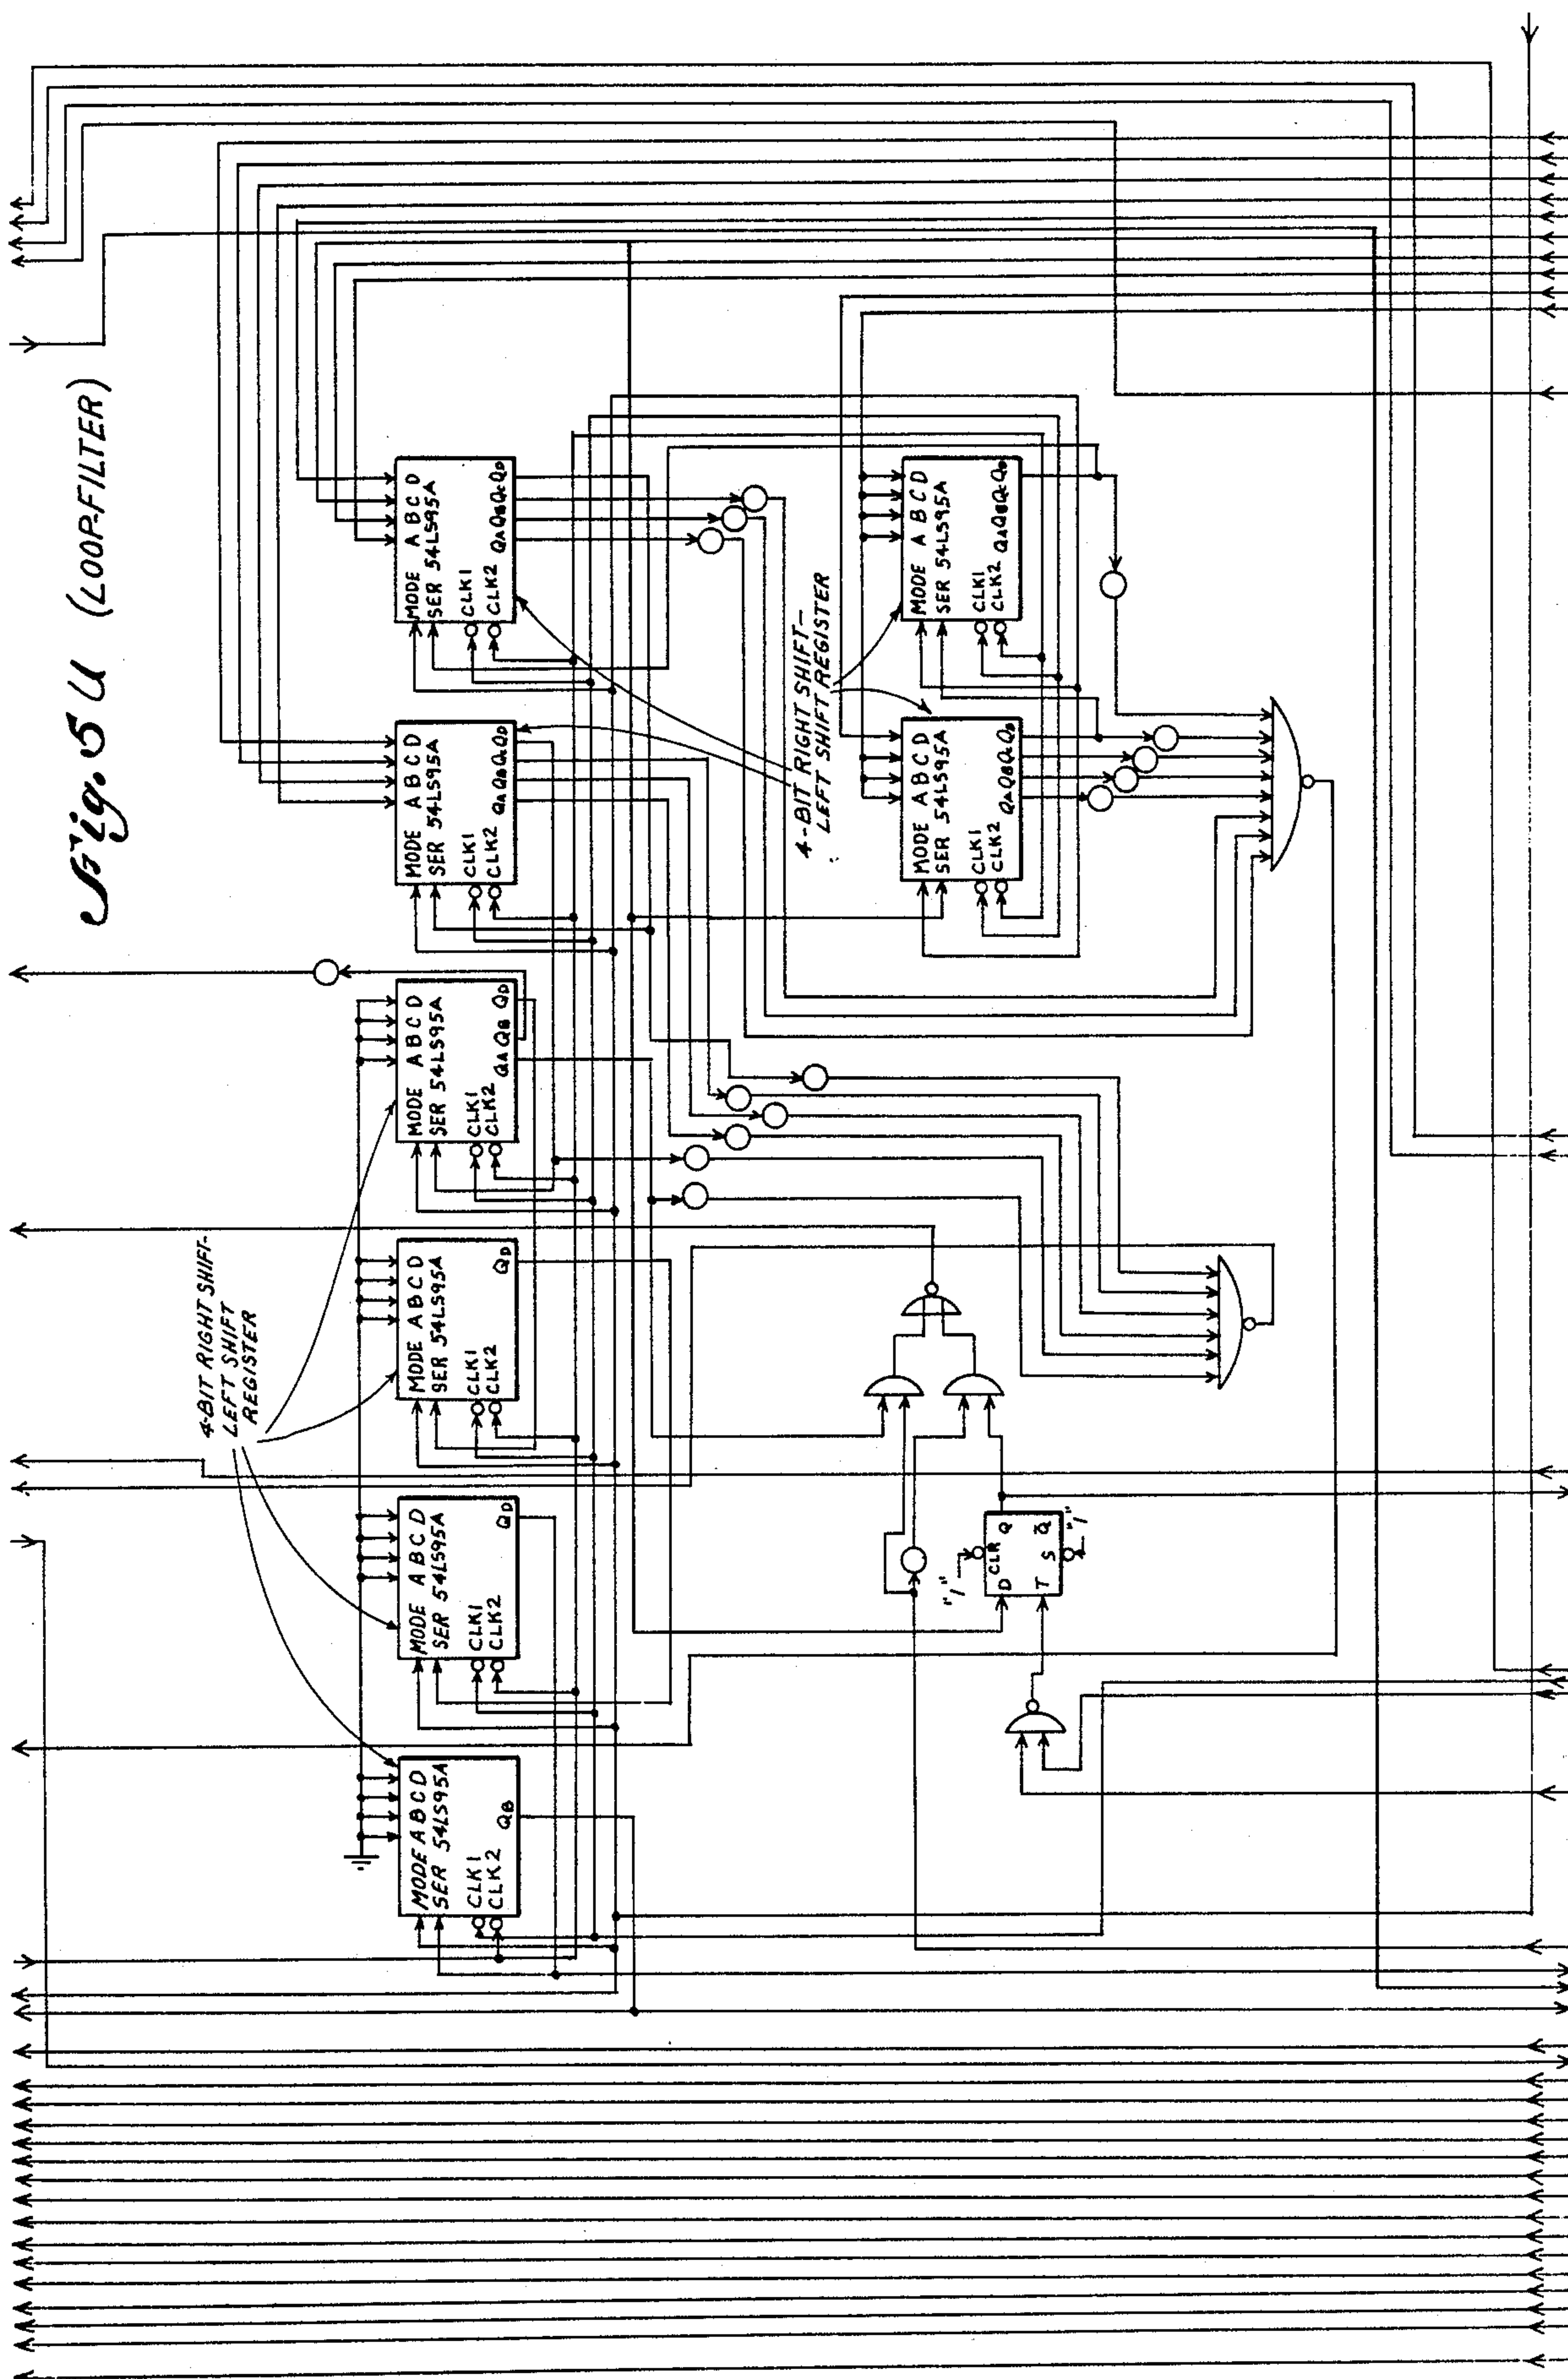 Fig. 5U (LOOP-FILTER)
4-BIT RIGHT SHIFT-
LEFT SHIFT
REGISTER
MODE A B C D
SER 54LS95A
CLK1
CLK2
QB
MODE A B C D
SER 54LS95A
CLK1
CLK2
QD
MODE A B C D
SER 54LS95A
CLK1
CLK2
QD
MODE A B C D
SER 54LS95A
CLK1
CLK2
QA QB QD
MODE A B C D
SER 54LS95A
CLK1
CLK2
QA QB QC QD
MODE A B C D
SER 54LS95A
CLK1
CLK2
QA QB QC QD
4-BIT RIGHT SHIFT-
LEFT SHIFT REGISTER
MODE A B C D
SER 54LS95A
CLK1
CLK2
QA QB QC QD
MODE A B C D
SER 54LS95A
CLK1
CLK2
QA QB QC QD
"1"
CLR
D Q
T S Q̅
"1"